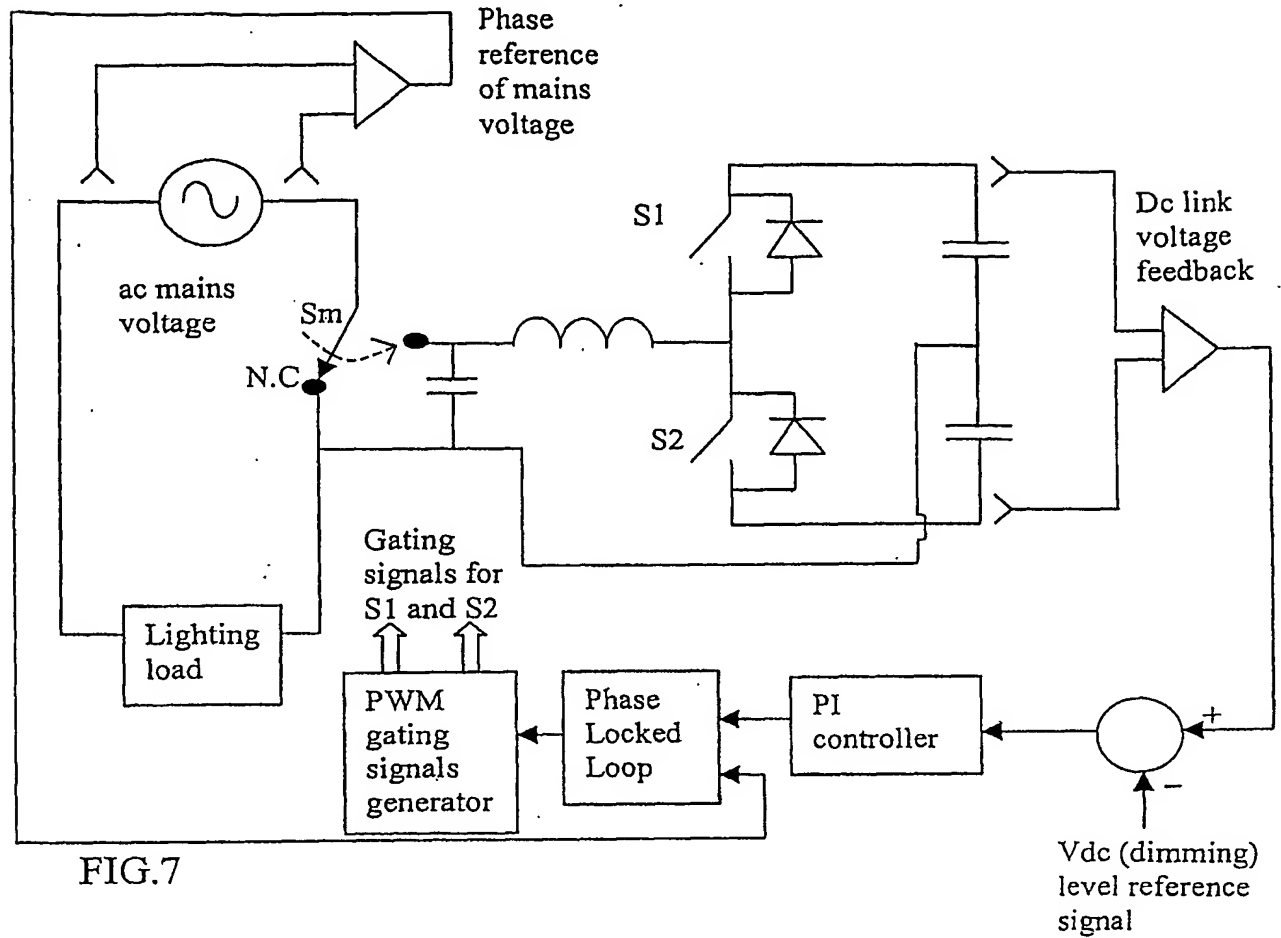 Phase
reference
of mains
voltage
ac mains
voltage
Sm
N.C
S1
S2
Dc link
voltage
feedback
Gating
signals for
S1 and S2
Lighting
load
PWM
gating
signals
generator
Phase
Locked
Loop
PI
controller
+
−
Vdc (dimming)
level reference
signal
FIG.7